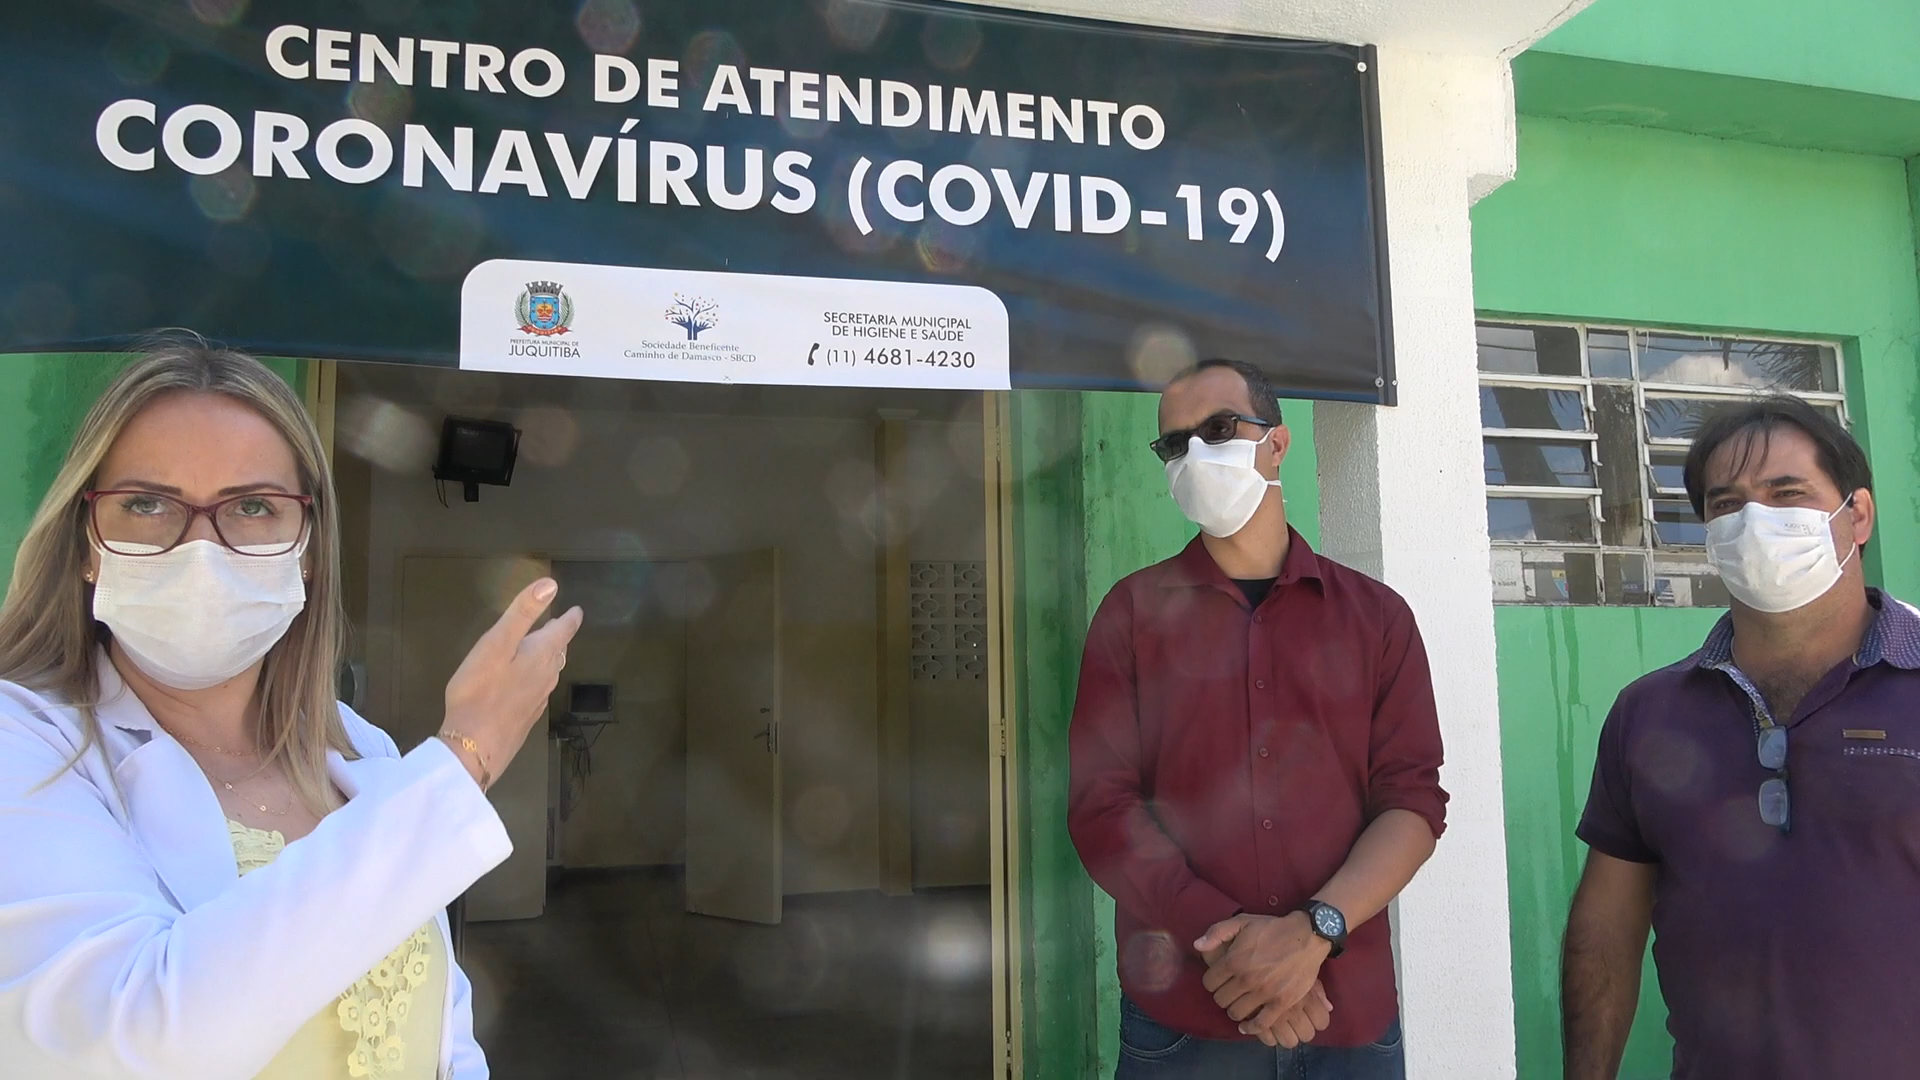 CENTRO DE ATENDIMENTO
CORONAVÍRUS (COVID-19)
PREFEITURA MUNICIPAL DE
JUQUITIBA
Sociedade Beneficente
Caminho de Damasco - SBCD
SECRETARIA MUNICIPAL
DE HIGIENE E SAÚDE
(11) 4681-4230